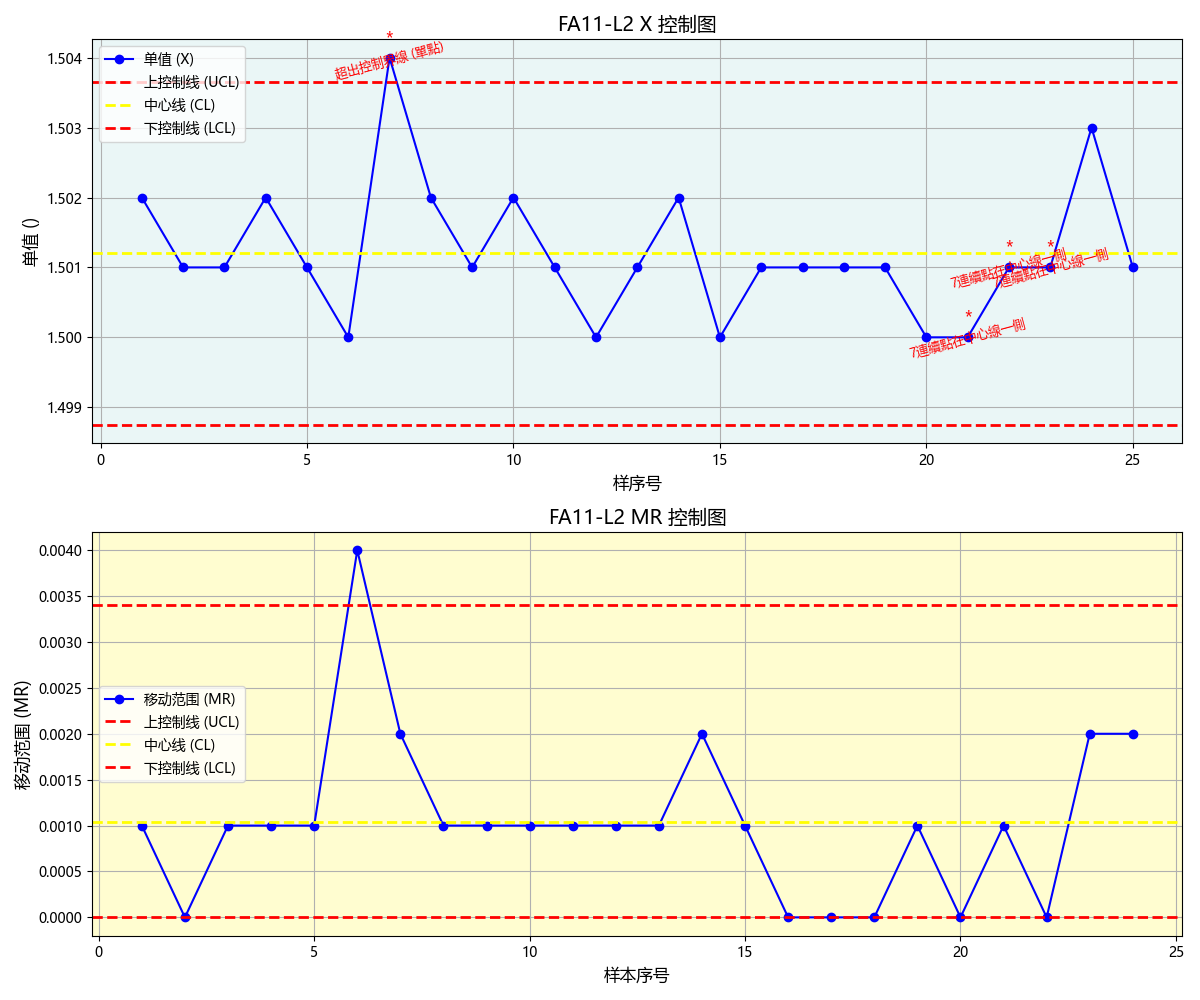 FA11-L2 X 控制图
单值 (X)
上控制线 (UCL)
中心线 (CL)
下控制线 (LCL)
*
超出控制界線 (單點)
*
7連續點在中心線一側
*
7連續點在中心線一側
*
7連續點在中心線一側
单值 ()
1.504
1.503
1.502
1.501
1.500
1.499
0 5 10 15 20 25
样序号
FA11-L2 MR 控制图
移动范围 (MR)
上控制线 (UCL)
中心线 (CL)
下控制线 (LCL)
移动范围 (MR)
0.0040
0.0035
0.0030
0.0025
0.0020
0.0015
0.0010
0.0005
0.0000
0 5 10 15 20 25
样本序号